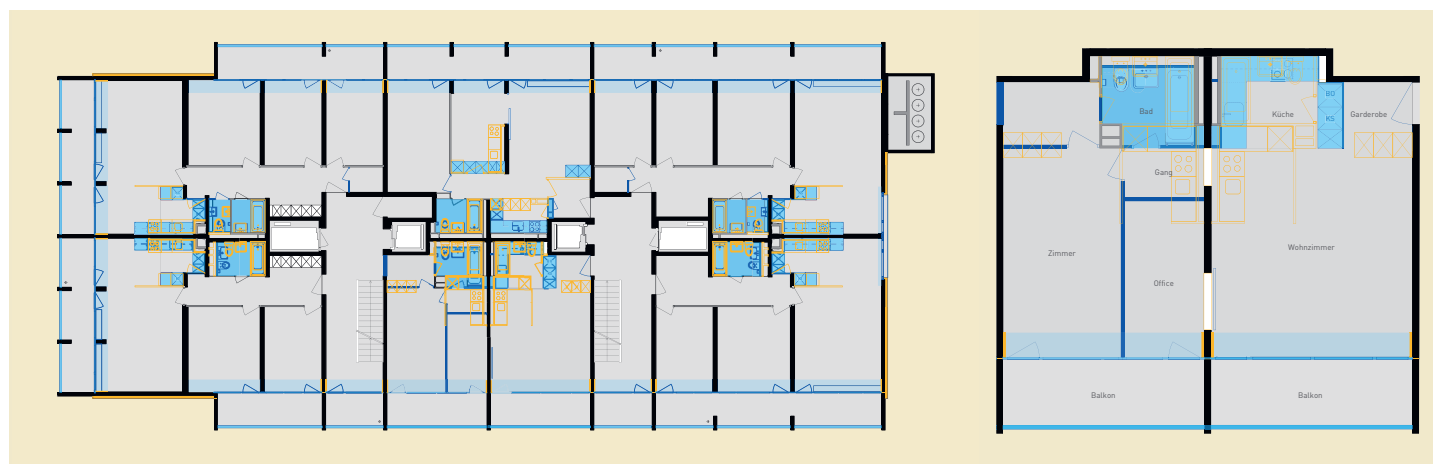 BO
Bad
Küche
Garderobe
KS
Gang
Zimmer
Wohnzimmer
Office
Balkon
Balkon